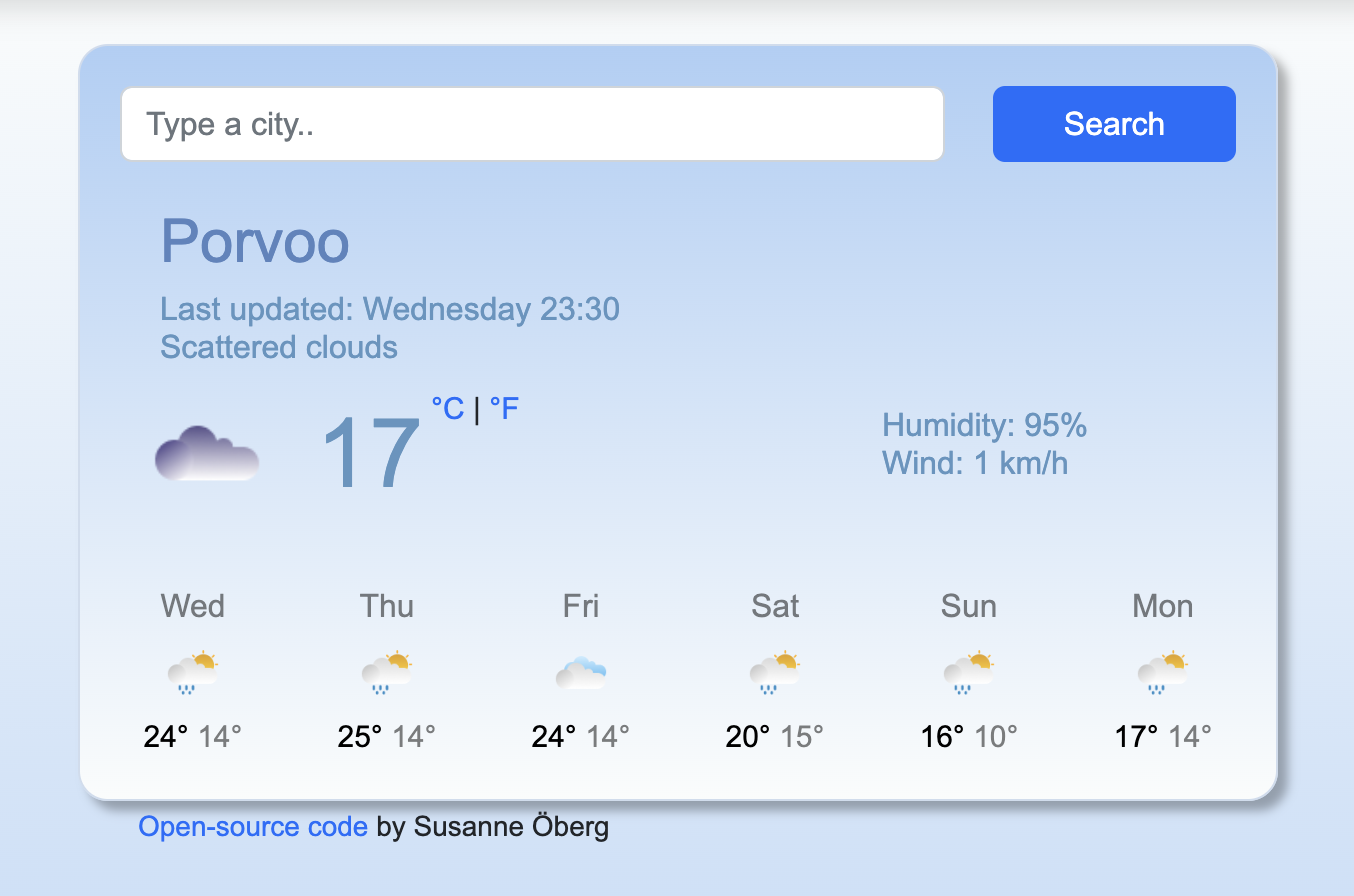 Type a city..
Search
Porvoo
Last updated: Wednesday 23:30
Scattered clouds
17 °C | °F
Humidity: 95%
Wind: 1 km/h
Wed Thu Fri Sat Sun Mon
24° 14° 25° 14° 24° 14° 20° 15° 16° 10° 17° 14°
Open-source code by Susanne Öberg